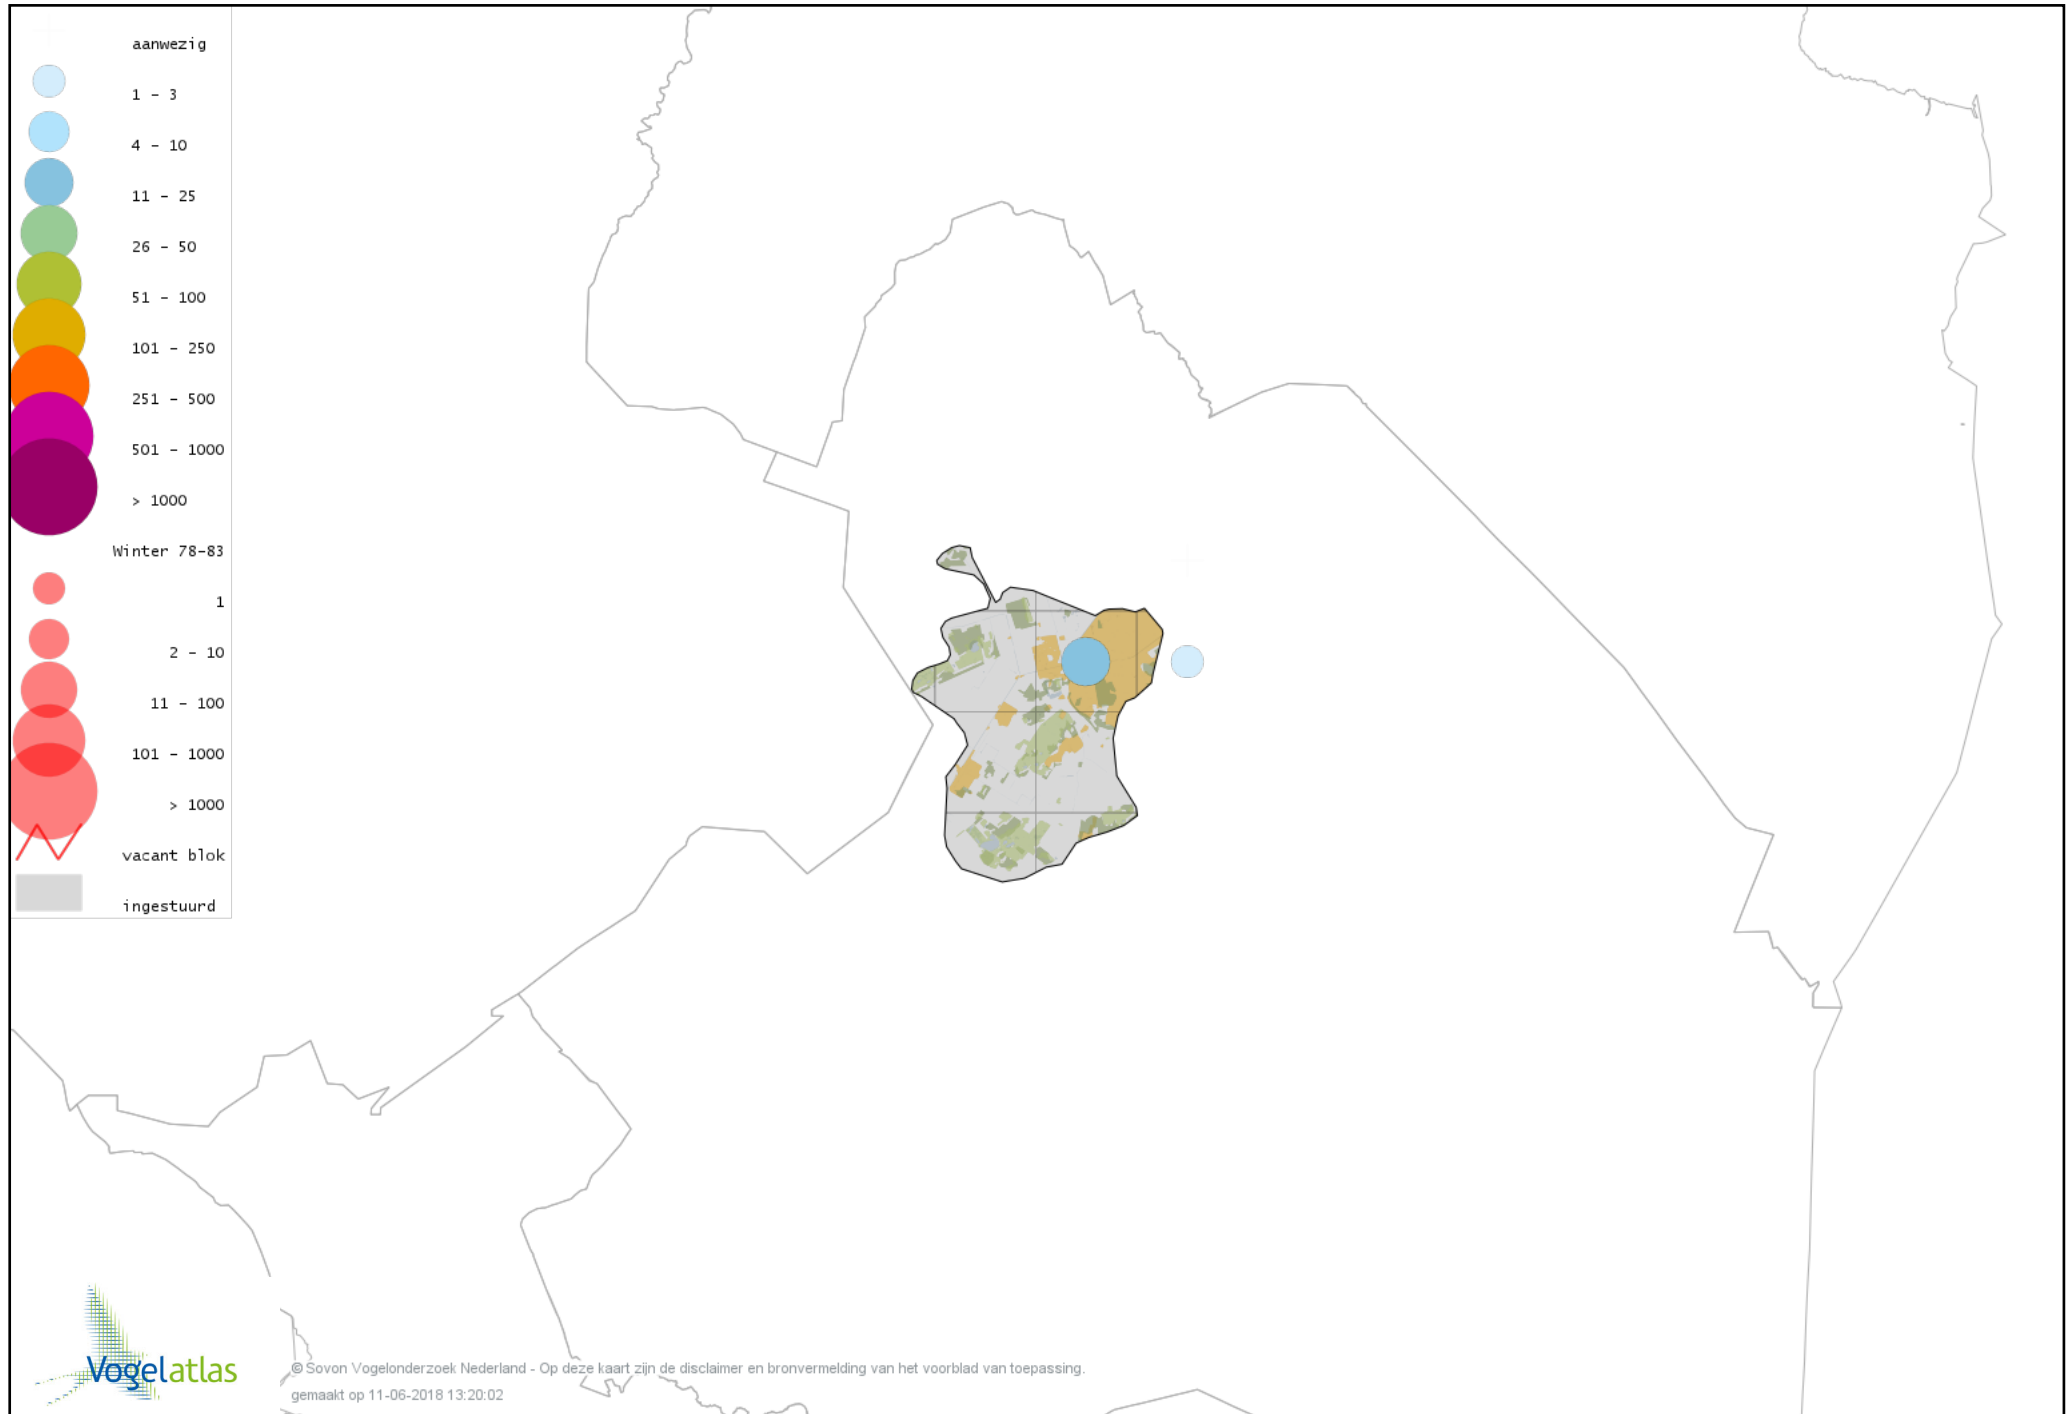 aanwezig
1 - 3
4 - 10
11 - 25
26 - 50
51 - 100
101 - 250
251 - 500
501 - 1000
> 1000
Winter 78-83
1
2 - 10
11 - 100
101 - 1000
> 1000
vacant blok
ingestuurd
Vogelatlas
© Sovon Vogelonderzoek Nederland - Op deze kaart zijn de disclaimer en bronvermelding van het voorblad van toepassing.
gemaakt op 11-06-2018 13:20:02